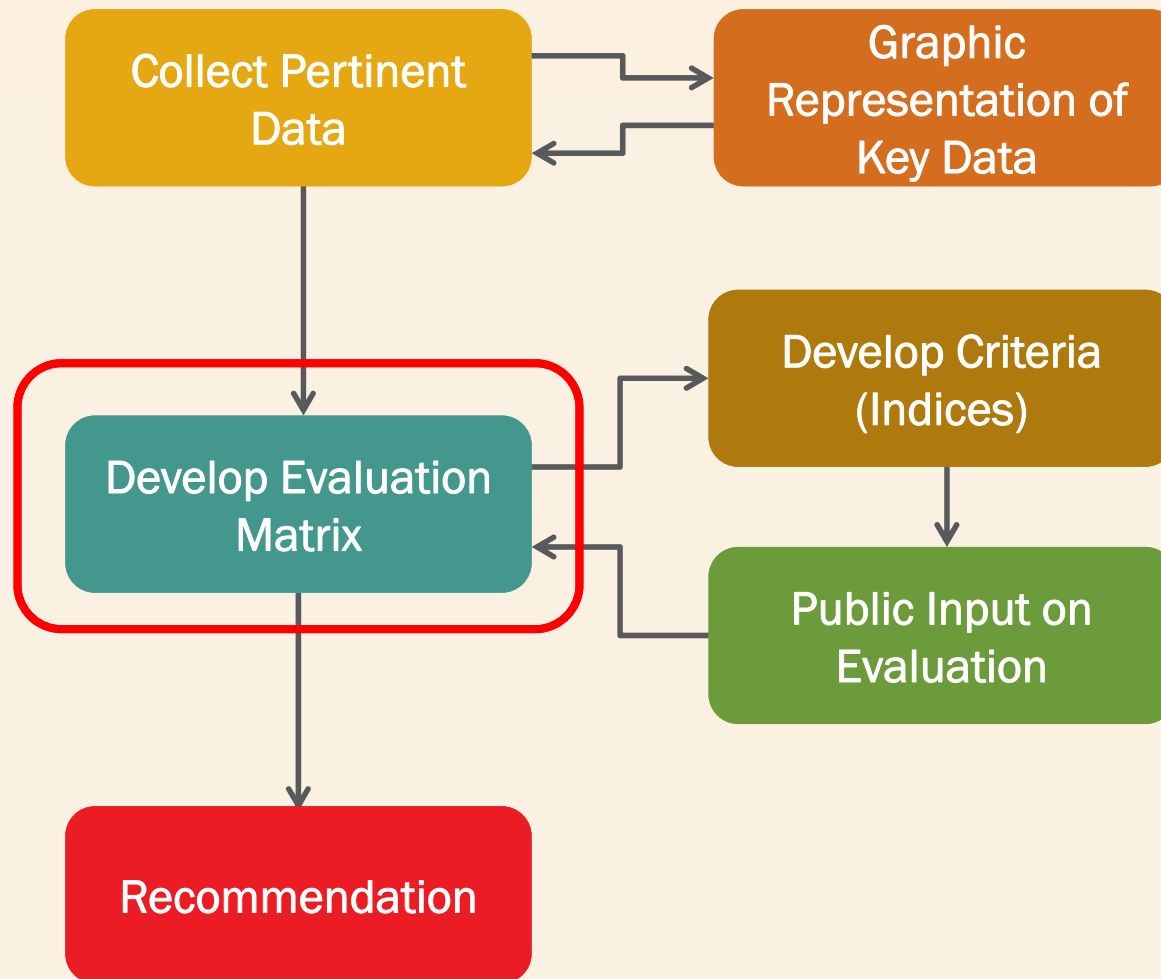 Collect Pertinent
Data
Graphic
Representation of
Key Data
Develop Criteria
(Indices)
Develop Evaluation
Matrix
Public Input on
Evaluation
Recommendation